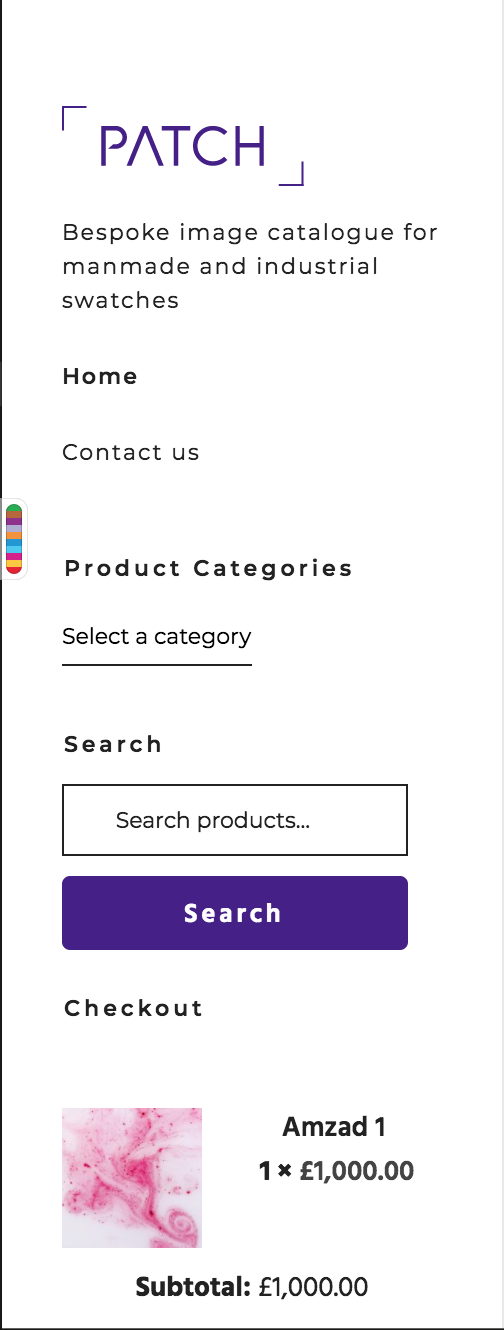 PATCH
Bespoke image catalogue for
manmade and industrial
swatches
Home
Contact us
Product Categories
Select a category
Search
Search products...
Search
Checkout
Amzad 1
1 × £1,000.00
Subtotal: £1,000.00